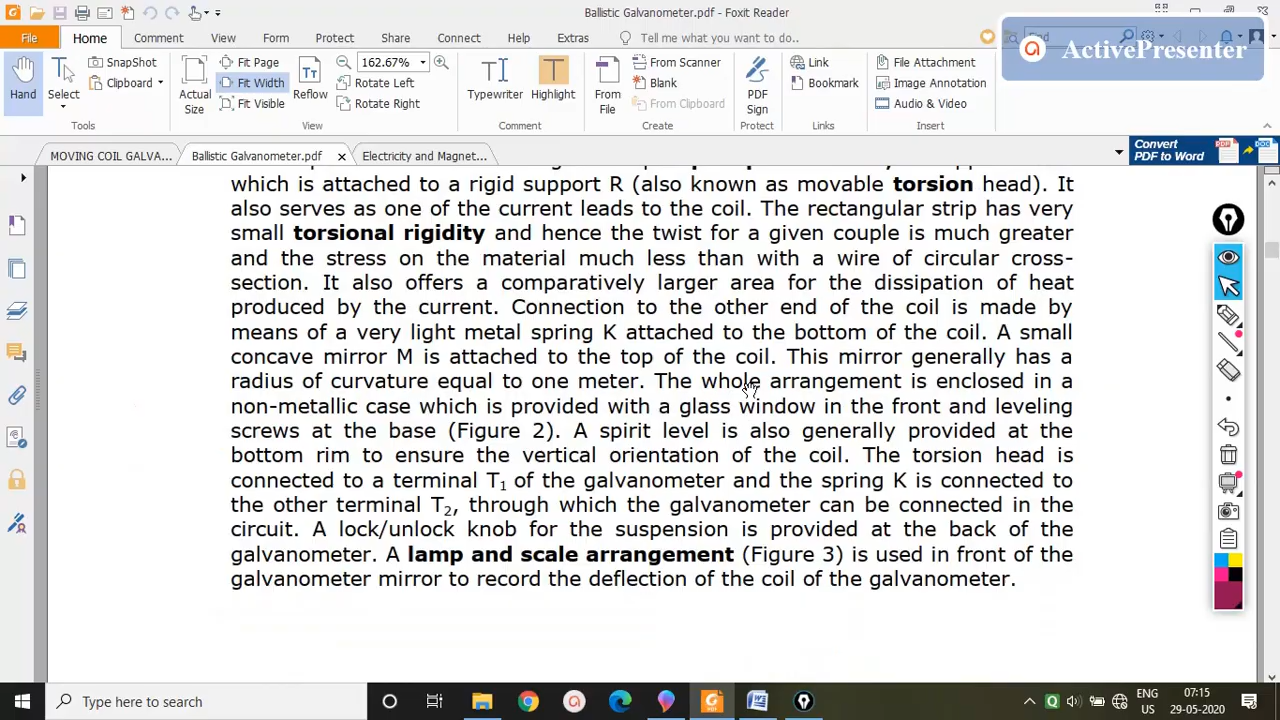 Ballistic Galvanometer.pdf - Foxit Reader
File Home Comment View Form Protect Share Connect Help Extras Tell me what you want to do..
ActivePresenter
Hand
Select
SnapShot
Clipboard
Tools
Actual Size
Fit Page
Fit Width
Fit Visible
Reflow
162.67%
Rotate Left
Rotate Right
View
Typewriter
Highlight
Comment
From File
From Scanner
Blank
From Clipboard
Create
PDF Sign
Protect
Link
Bookmark
Links
File Attachment
Image Annotation
Audio & Video
Insert
MOVING COIL GALVA... Ballistic Galvanometer.pdf Electricity and Magnet...
Convert
PDF to Word
which is attached to a rigid support R (also known as movable torsion head). It
also serves as one of the current leads to the coil. The rectangular strip has very
small torsional rigidity and hence the twist for a given couple is much greater
and the stress on the material much less than with a wire of circular cross-
section. It also offers a comparatively larger area for the dissipation of heat
produced by the current. Connection to the other end of the coil is made by
means of a very light metal spring K attached to the bottom of the coil. A small
concave mirror M is attached to the top of the coil. This mirror generally has a
radius of curvature equal to one meter. The whole arrangement is enclosed in a
non-metallic case which is provided with a glass window in the front and leveling
screws at the base (Figure 2). A spirit level is also generally provided at the
bottom rim to ensure the vertical orientation of the coil. The torsion head is
connected to a terminal T1 of the galvanometer and the spring K is connected to
the other terminal T2, through which the galvanometer can be connected in the
circuit. A lock/unlock knob for the suspension is provided at the back of the
galvanometer. A lamp and scale arrangement (Figure 3) is used in front of the
galvanometer mirror to record the deflection of the coil of the galvanometer.
Type here to search
ENG
US
07:15
29-05-2020